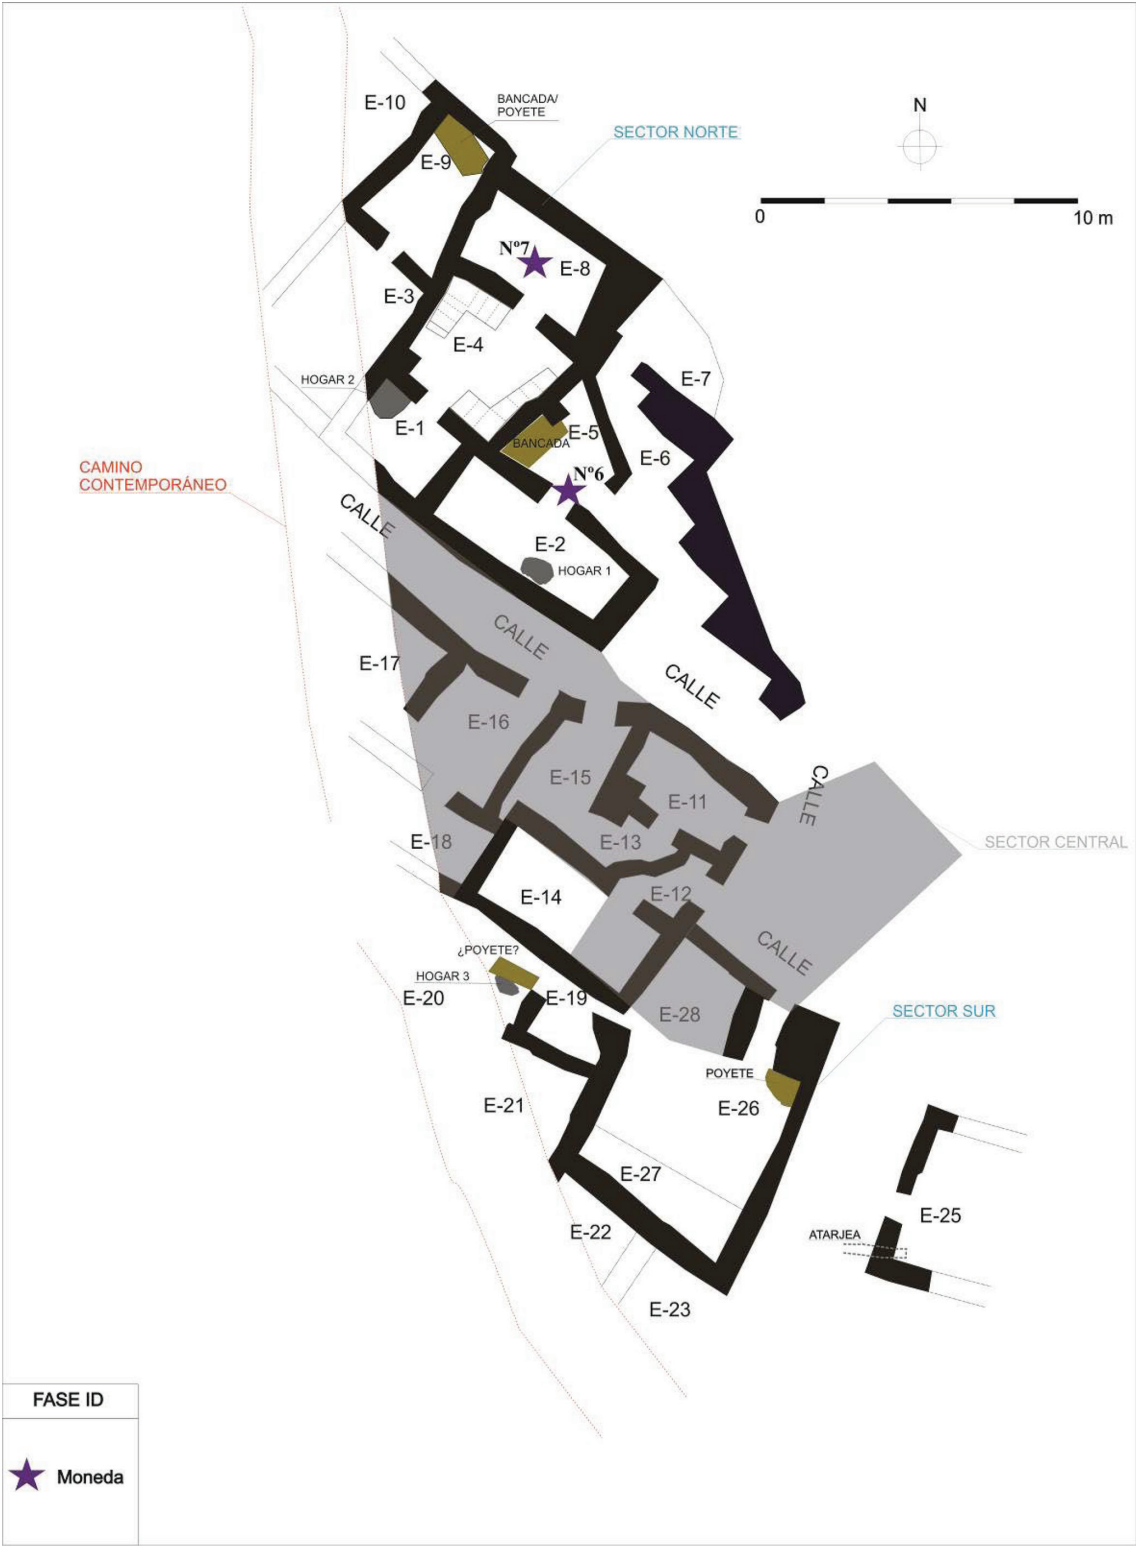 E-10
BANCADA/
POYETE
SECTOR NORTE
N
E-9
0
10 m
Nº7
E-8
E-3
E-4
HOGAR 2
E-7
E-1
E-5
BANCADA
E-6
Nº6
CAMINO
CONTEMPORÁNEO
CALLE
E-2
HOGAR 1
CALLE
E-17
CALLE
E-16
E-15
CALLE
E-11
E-18
E-13
SECTOR CENTRAL
E-14
E-12
CALLE
¿POYETE?
HOGAR 3
E-20
E-19
E-28
SECTOR SUR
POYETE
E-21
E-26
E-27
E-25
E-22
ATARJEA
E-23
FASE ID
Moneda